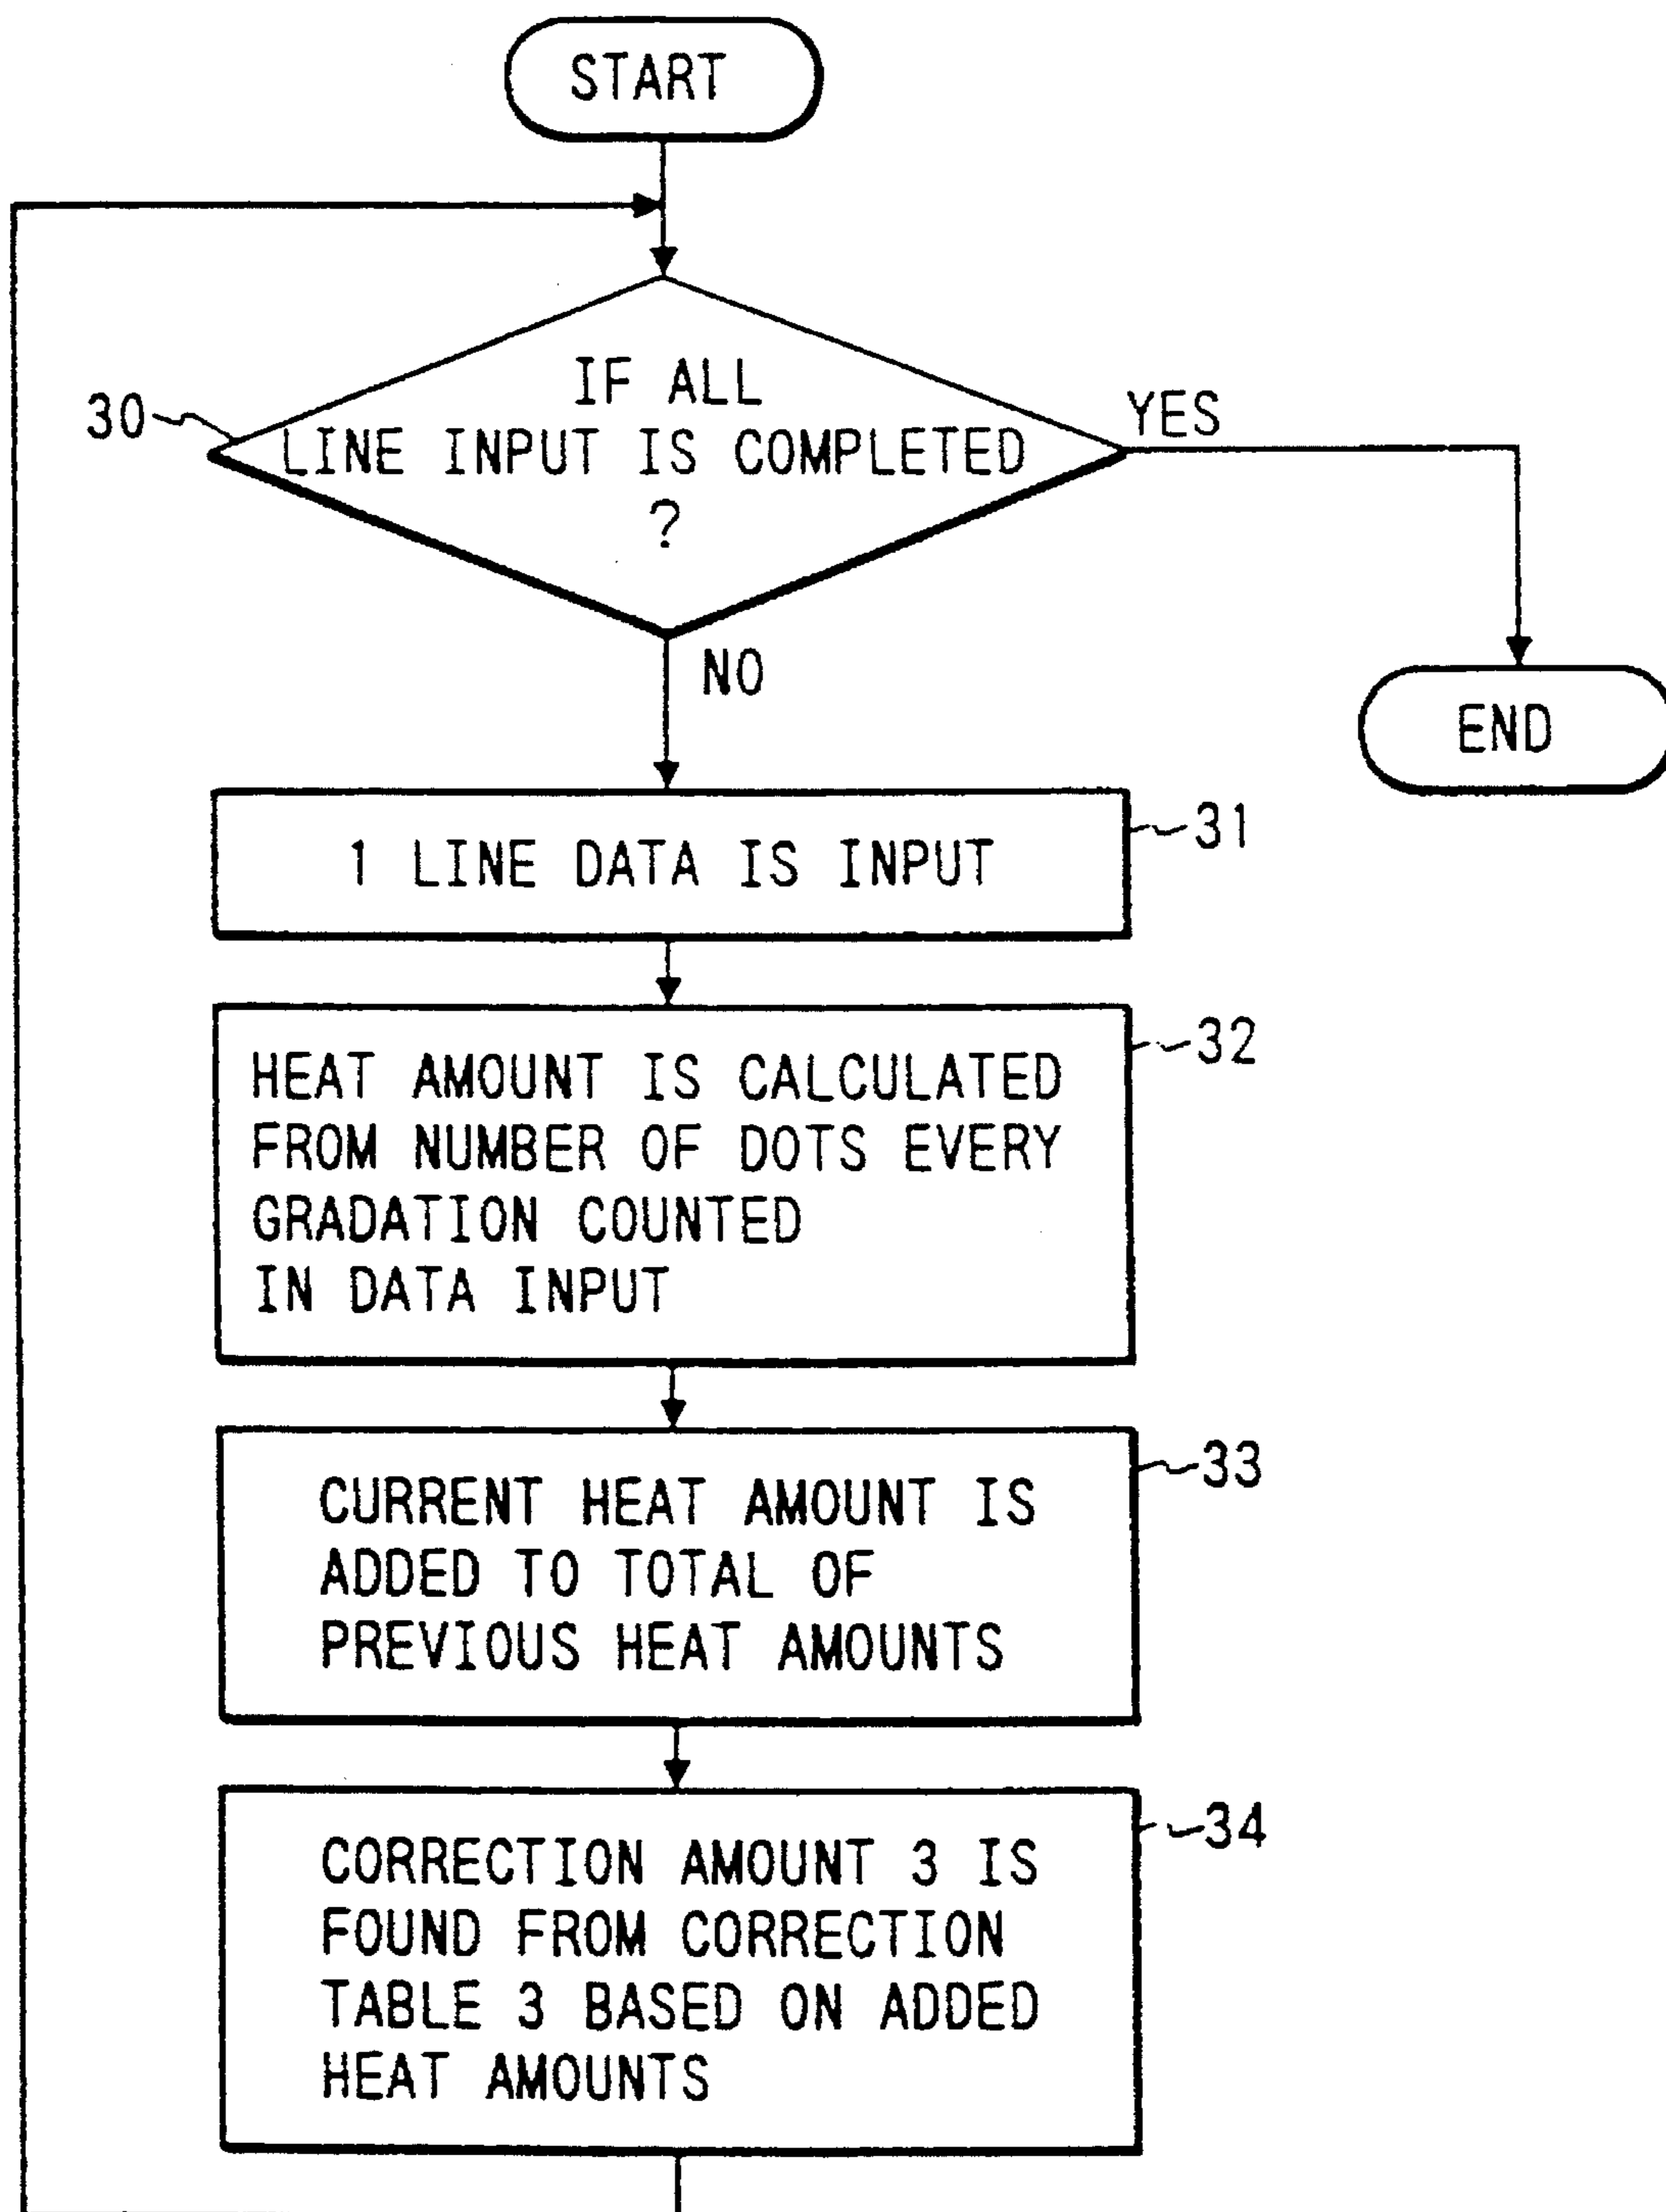 START
IF ALL
LINE INPUT IS COMPLETED
?
30
YES
NO
END
1 LINE DATA IS INPUT
31
HEAT AMOUNT IS CALCULATED
FROM NUMBER OF DOTS EVERY
GRADATION COUNTED
IN DATA INPUT
32
CURRENT HEAT AMOUNT IS
ADDED TO TOTAL OF
PREVIOUS HEAT AMOUNTS
33
CORRECTION AMOUNT 3 IS
FOUND FROM CORRECTION
TABLE 3 BASED ON ADDED
HEAT AMOUNTS
34